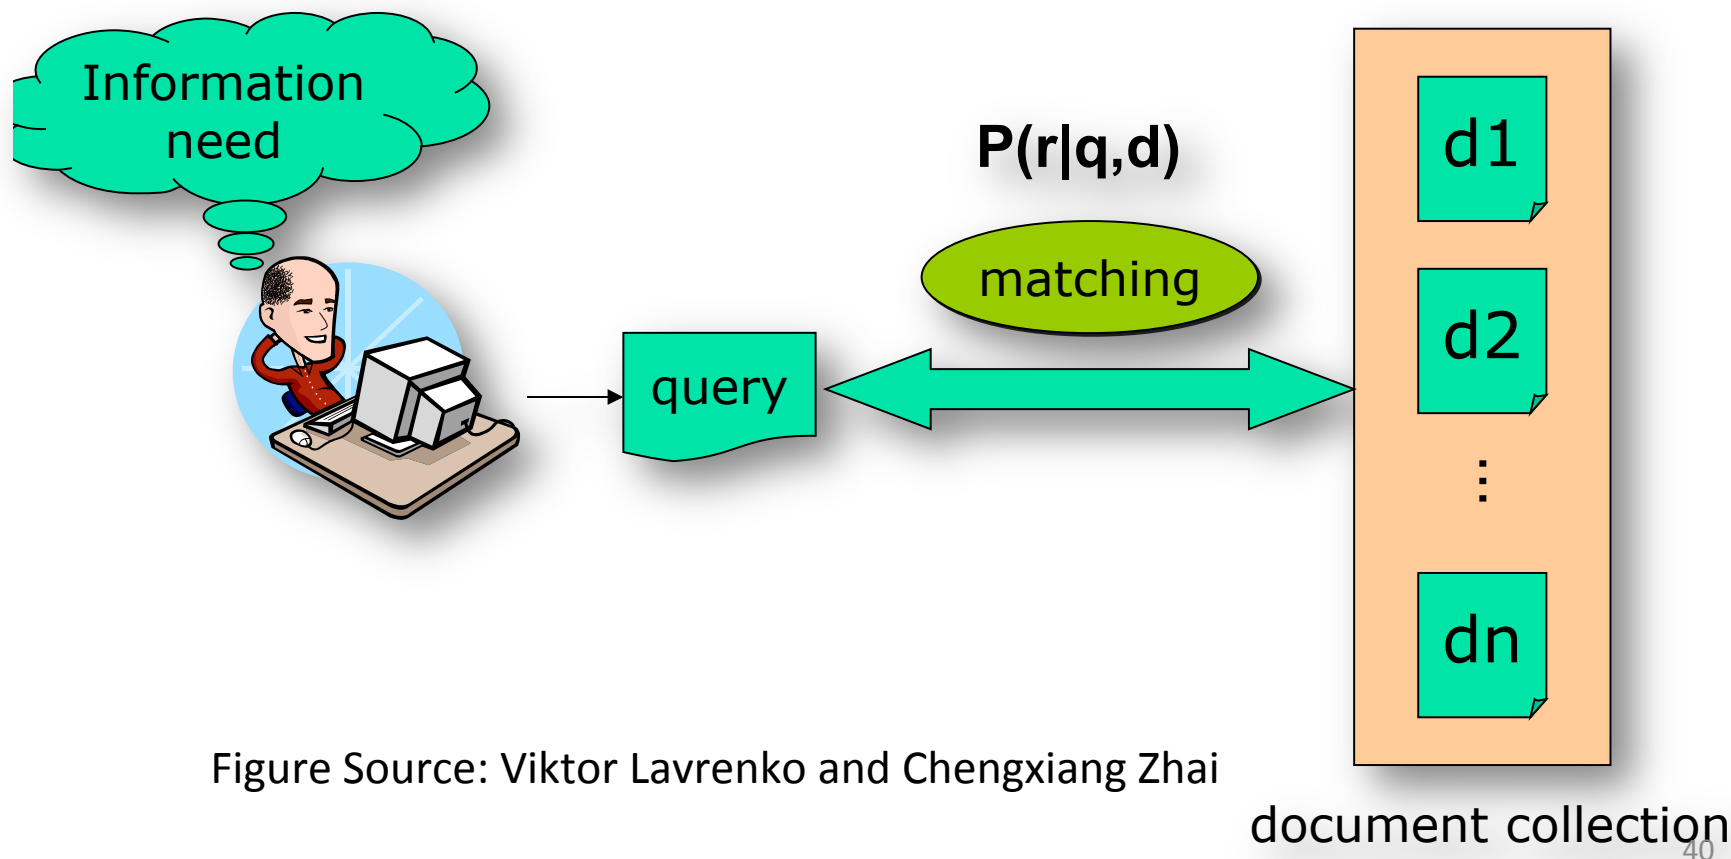 Information
need
P(r|q,d)
matching
query
d1
d2
...
dn
Figure Source: Viktor Lavrenko and Chengxiang Zhai
document collection
40